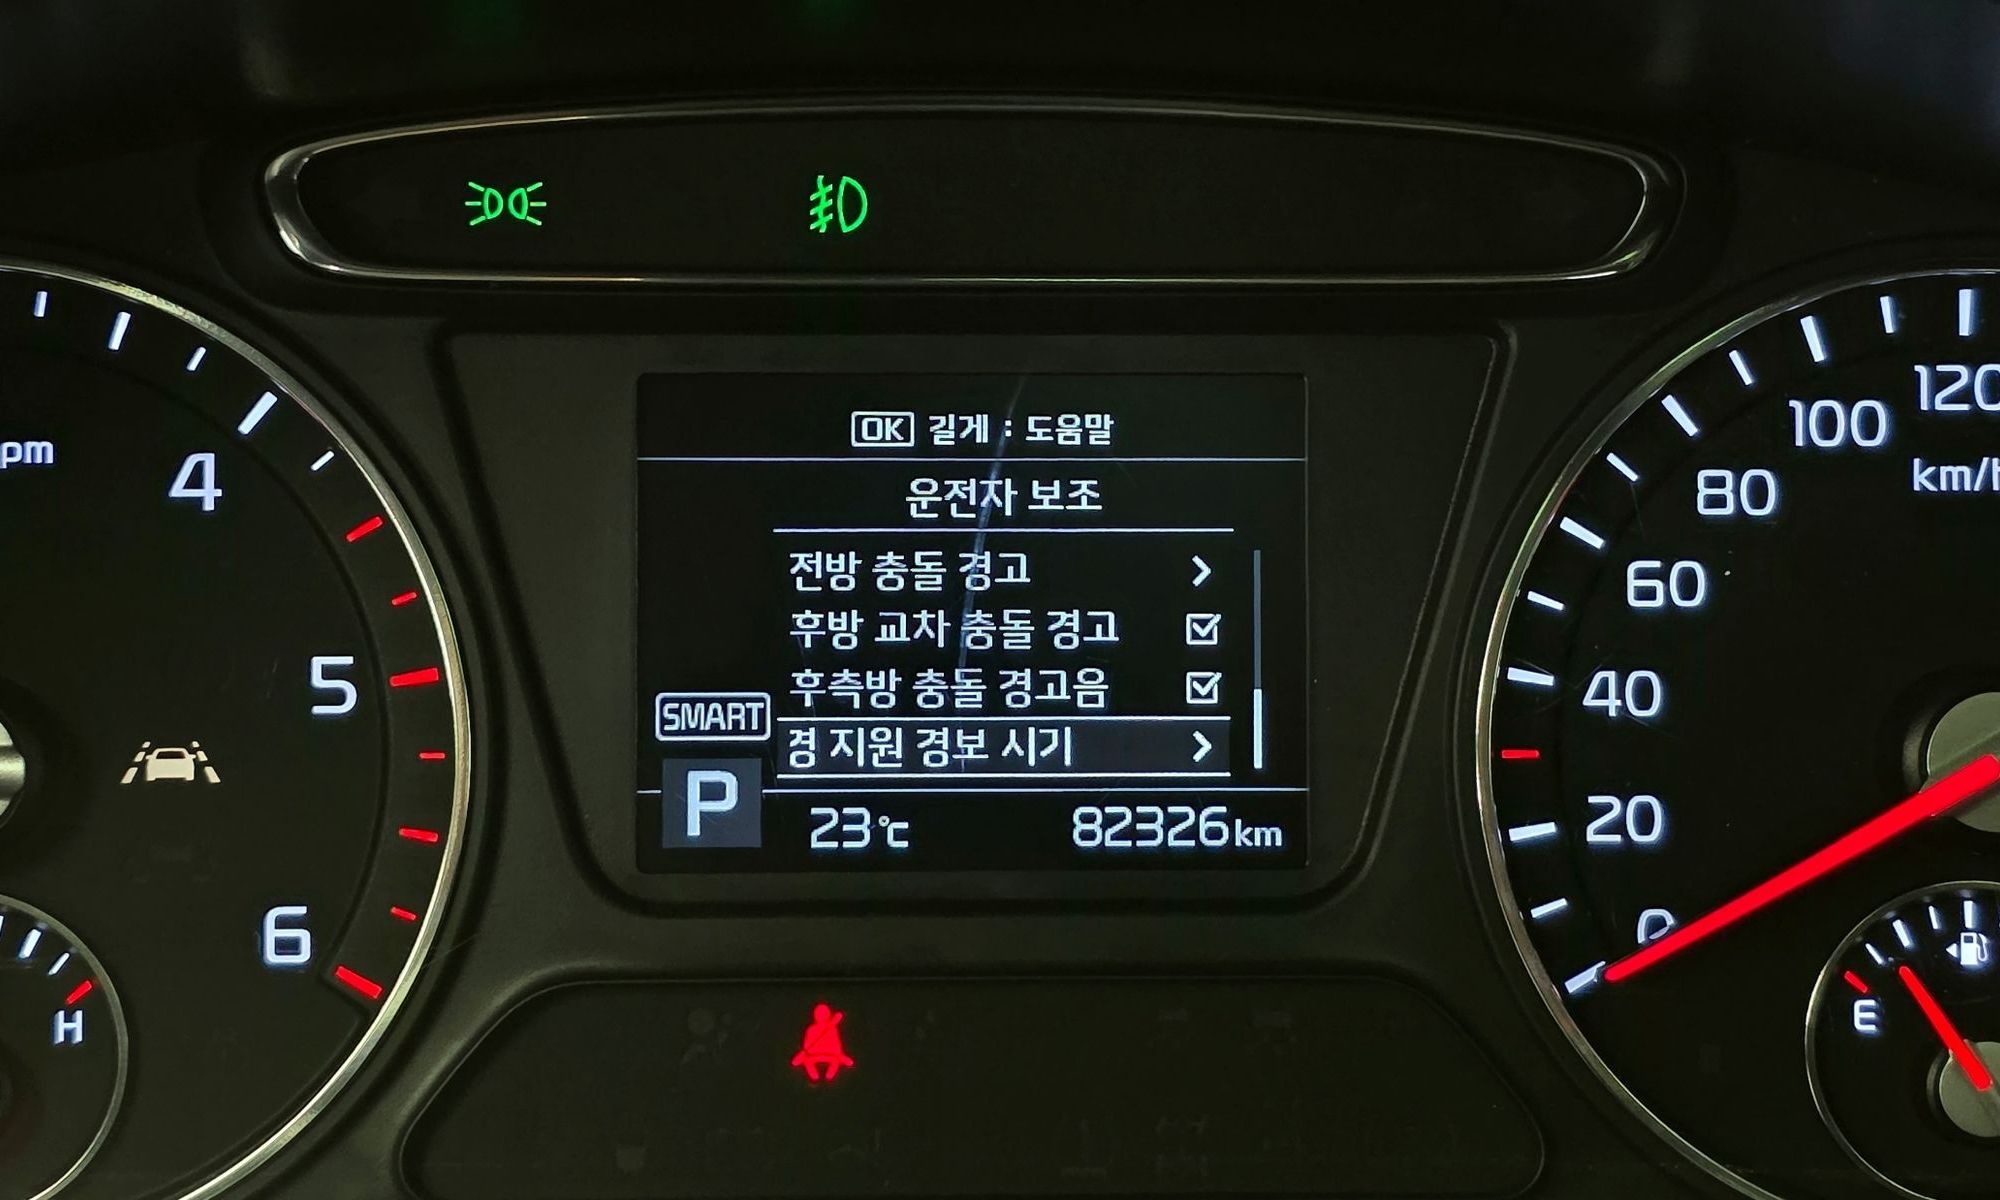 OK 길게 : 도움말
운전자 보조
전방 충돌 경고
후방 교차 충돌 경고
후측방 충돌 경고음
SMART
경 지원 경보 시기
P
23℃
82326km
pm
4
5
6
H
120
100
km/h
80
60
40
20
0
E